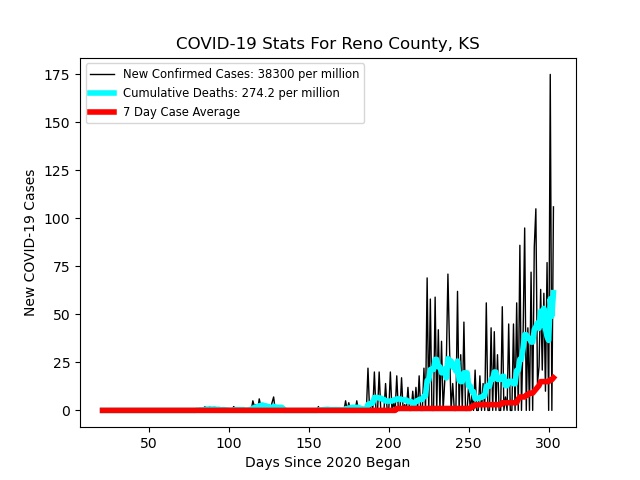 COVID-19 Stats For Reno County, KS
New Confirmed Cases: 38300 per million
Cumulative Deaths: 274.2 per million
7 Day Case Average
New COVID-19 Cases
175
150
125
100
75
50
25
0
50 100 150 200 250 300
Days Since 2020 Began